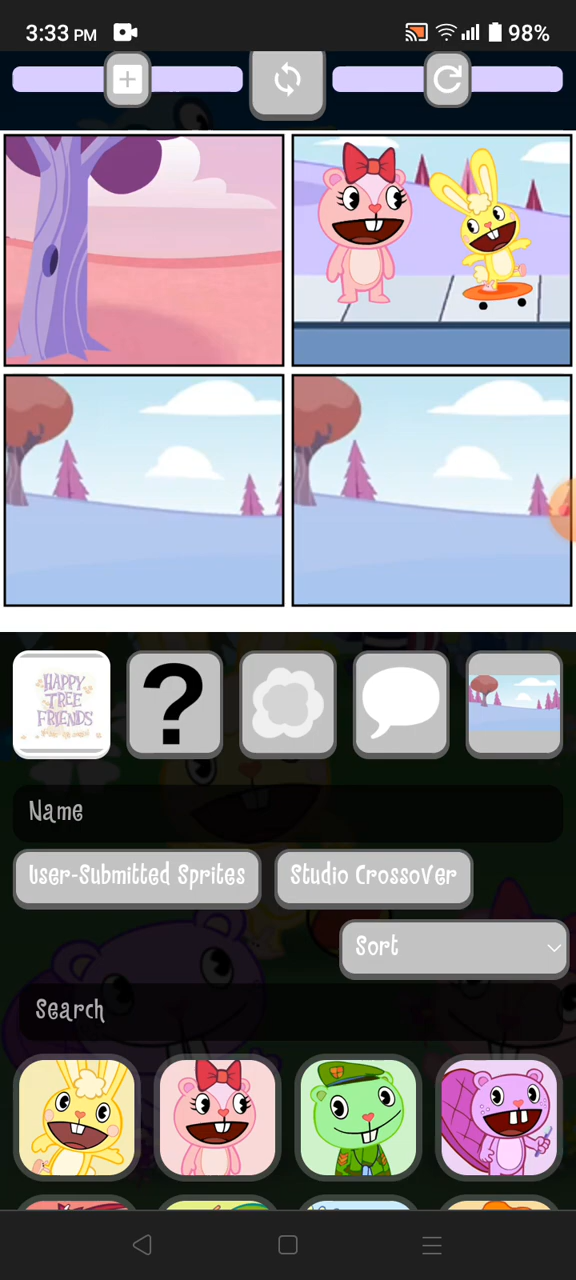 3:33 PM
98%
?
HAPPY
TREE
FRIENDS
Name
User-Submitted Sprites
Studio Crossover
Sort
Search